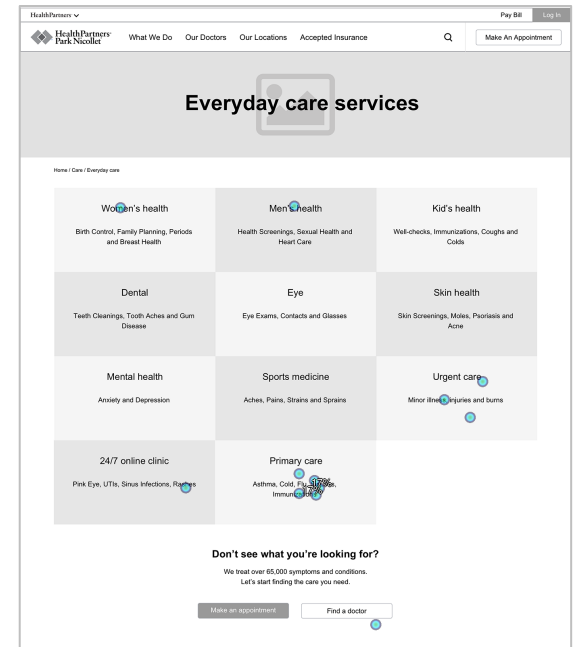 HealthPartners
Pay Bill
Log In
HealthPartners®
Park Nicollet
What We Do
Our Doctors
Our Locations
Accepted Insurance
Make An Appointment
Everyday care services
Home / Care / Everyday care
Women's health
Men's health
Kid's health
Birth Control, Family Planning, Periods
and Breast Health
Health Screenings, Sexual Health and
Heart Care
Well-checks, Immunizations, Coughs and
Colds
Dental
Eye
Skin health
Teeth Cleanings, Tooth Aches and Gum
Disease
Eye Exams, Contacts and Glasses
Skin Screenings, Moles, Psoriasis and
Acne
Mental health
Sports medicine
Urgent care
Anxiety and Depression
Aches, Pains, Strains and Sprains
Minor illness, injuries and burns
24/7 online clinic
Primary care
Pink Eye, UTIs, Sinus Infections, Rashes
Asthma, Cold, Flu,
17%
17%
Don't see what you're looking for?
We treat over 65,000 symptoms and conditions.
Let's start finding the care you need.
Make an appointment
Find a doctor